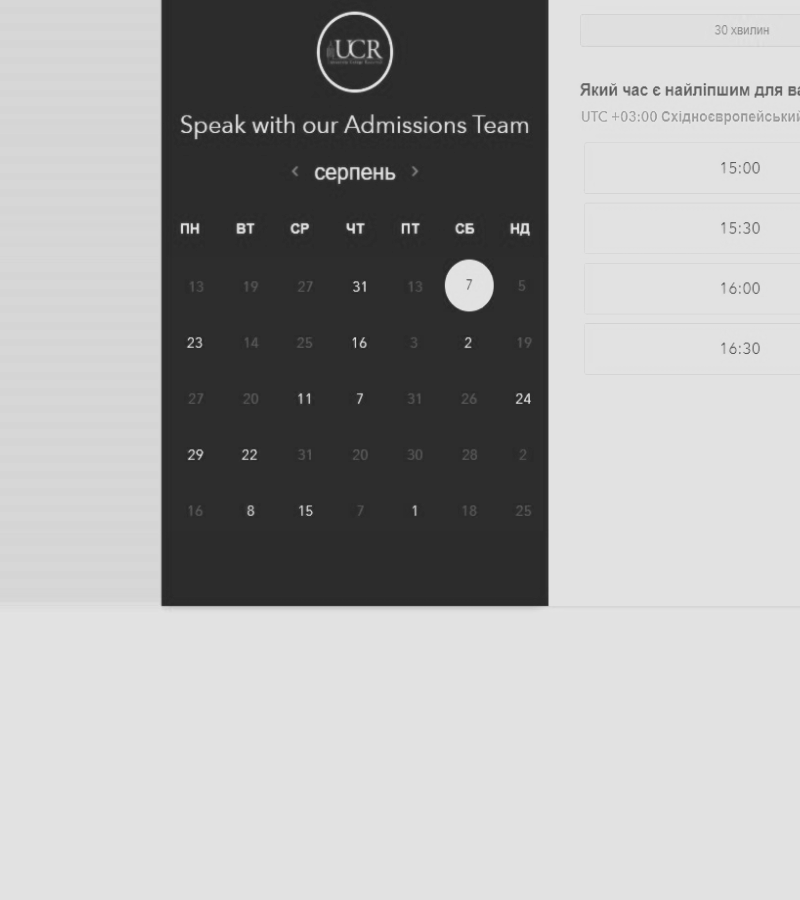 UCR
Speak with our Admissions Team
серпень
ПН ВТ СР ЧТ ПТ СБ НД
13 19 27 31 13 7 5
23 14 25 16 3 2 19
27 20 11 7 31 26 24
29 22 31 20 30 28 2
16 8 15 7 1 18 25
30 хвилин
Який час є найліпшим для ва
UTC +03:00 Східноєвропейський
15:00
15:30
16:00
16:30